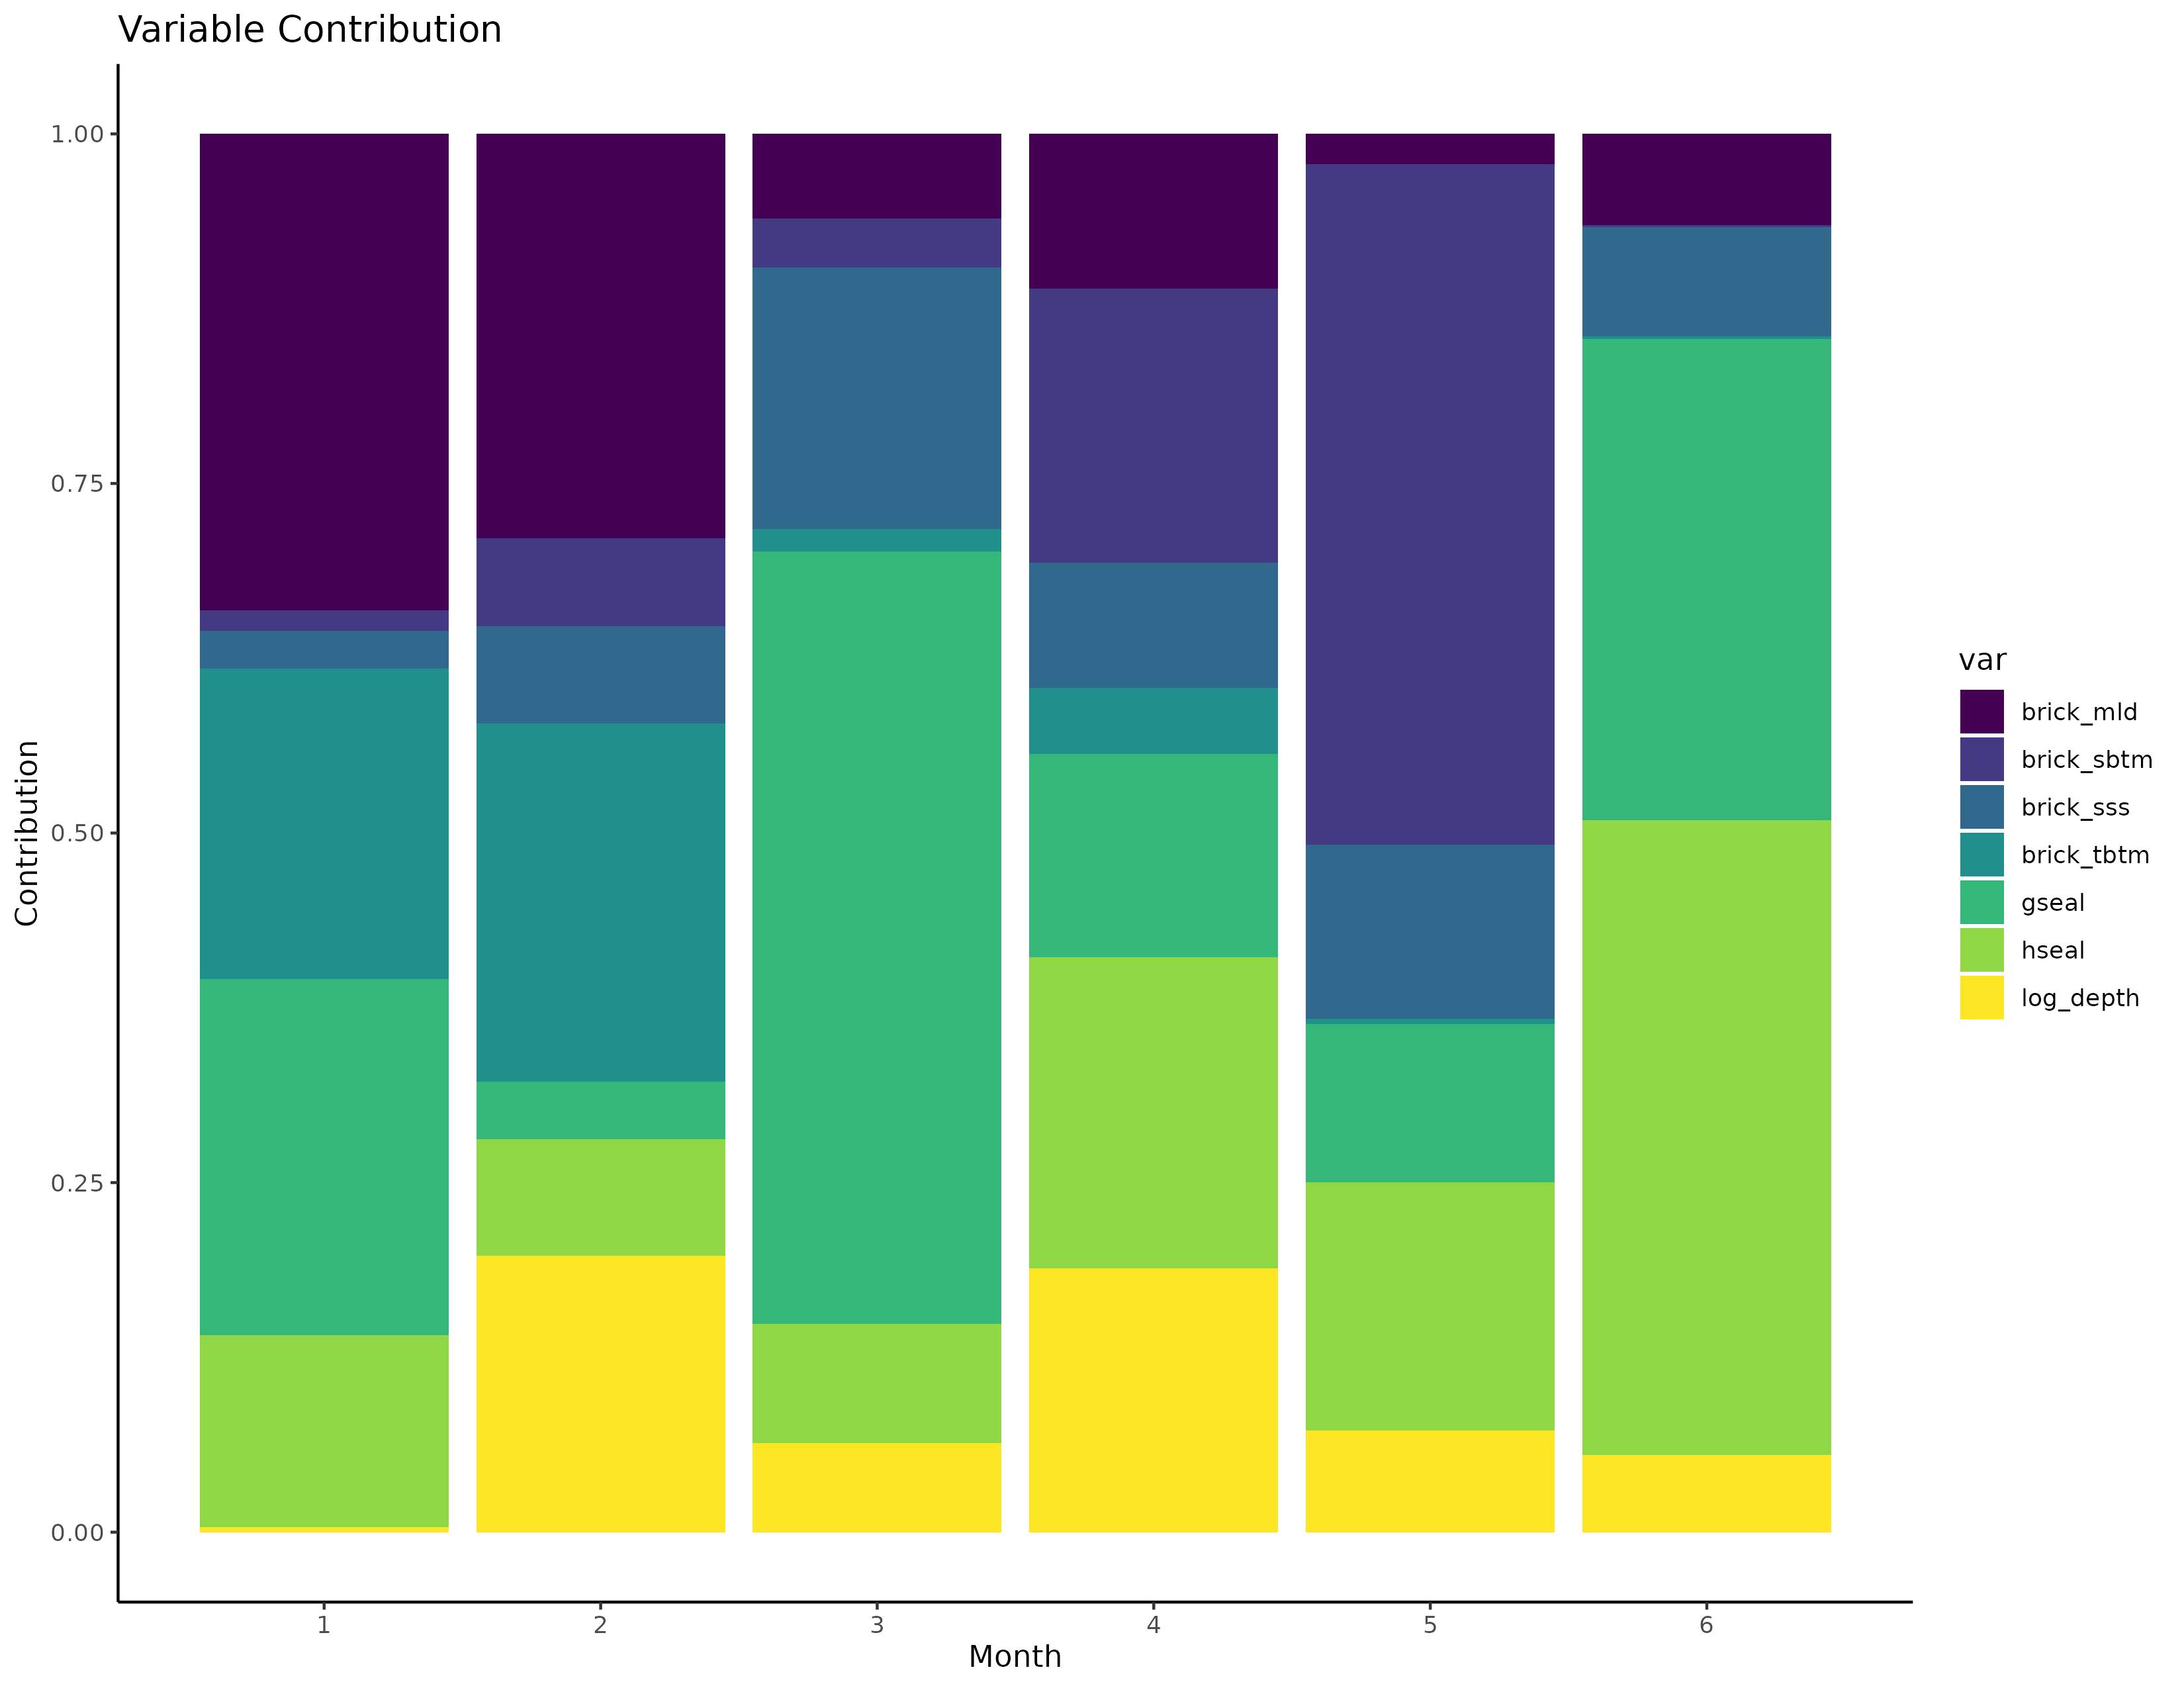 Variable Contribution
1.00
0.75
0.50
0.25
0.00
Contribution
1 2 3 4 5 6
Month
var
brick_mld
brick_sbtm
brick_sss
brick_tbtm
gseal
hseal
log_depth